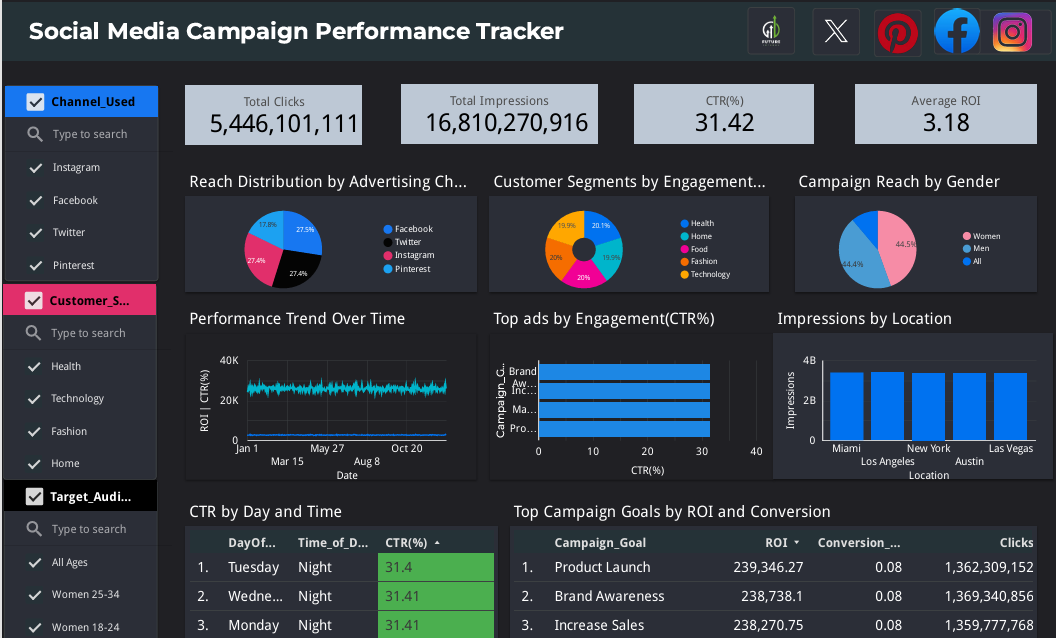 Social Media Campaign Performance Tracker
Channel_Used
Type to search
Instagram
Facebook
Twitter
Pinterest
Customer_S...
Type to search
Health
Technology
Fashion
Home
Target_Audi...
Type to search
All Ages
Women 25-34
Women 18-24
Total Clicks
5,446,101,111
Total Impressions
16,810,270,916
CTR(%)
31.42
Average ROI
3.18
Reach Distribution by Advertising Ch...
17.8%
27.5%
27.4%
27.4%
Facebook
Twitter
Instagram
Pinterest
Customer Segments by Engagement...
19.9%
20.1%
20%
19.9%
20%
Health
Home
Food
Fashion
Technology
Campaign Reach by Gender
44.5%
44.4%
Women
Men
All
Performance Trend Over Time
ROI | CTR(%)
40K
20K
0
Jan 1
Mar 15
May 27
Aug 8
Oct 20
Date
Top ads by Engagement(CTR%)
Campaign_G...
Brand
Aw...
Inc...
Ma...
Pro...
0 10 20 30 40
CTR(%)
Impressions by Location
Impressions
4B
2B
0
Miami
Los Angeles
New York
Austin
Las Vegas
Location
CTR by Day and Time
DayOf... Time_of_D... CTR(%)
1. Tuesday Night 31.4
2. Wedne... Night 31.41
3. Monday Night 31.41
Top Campaign Goals by ROI and Conversion
Campaign_Goal ROI Conversion_... Clicks
1. Product Launch 239,346.27 0.08 1,362,309,152
2. Brand Awareness 238,738.1 0.08 1,369,340,856
3. Increase Sales 238,270.75 0.08 1,359,777,768